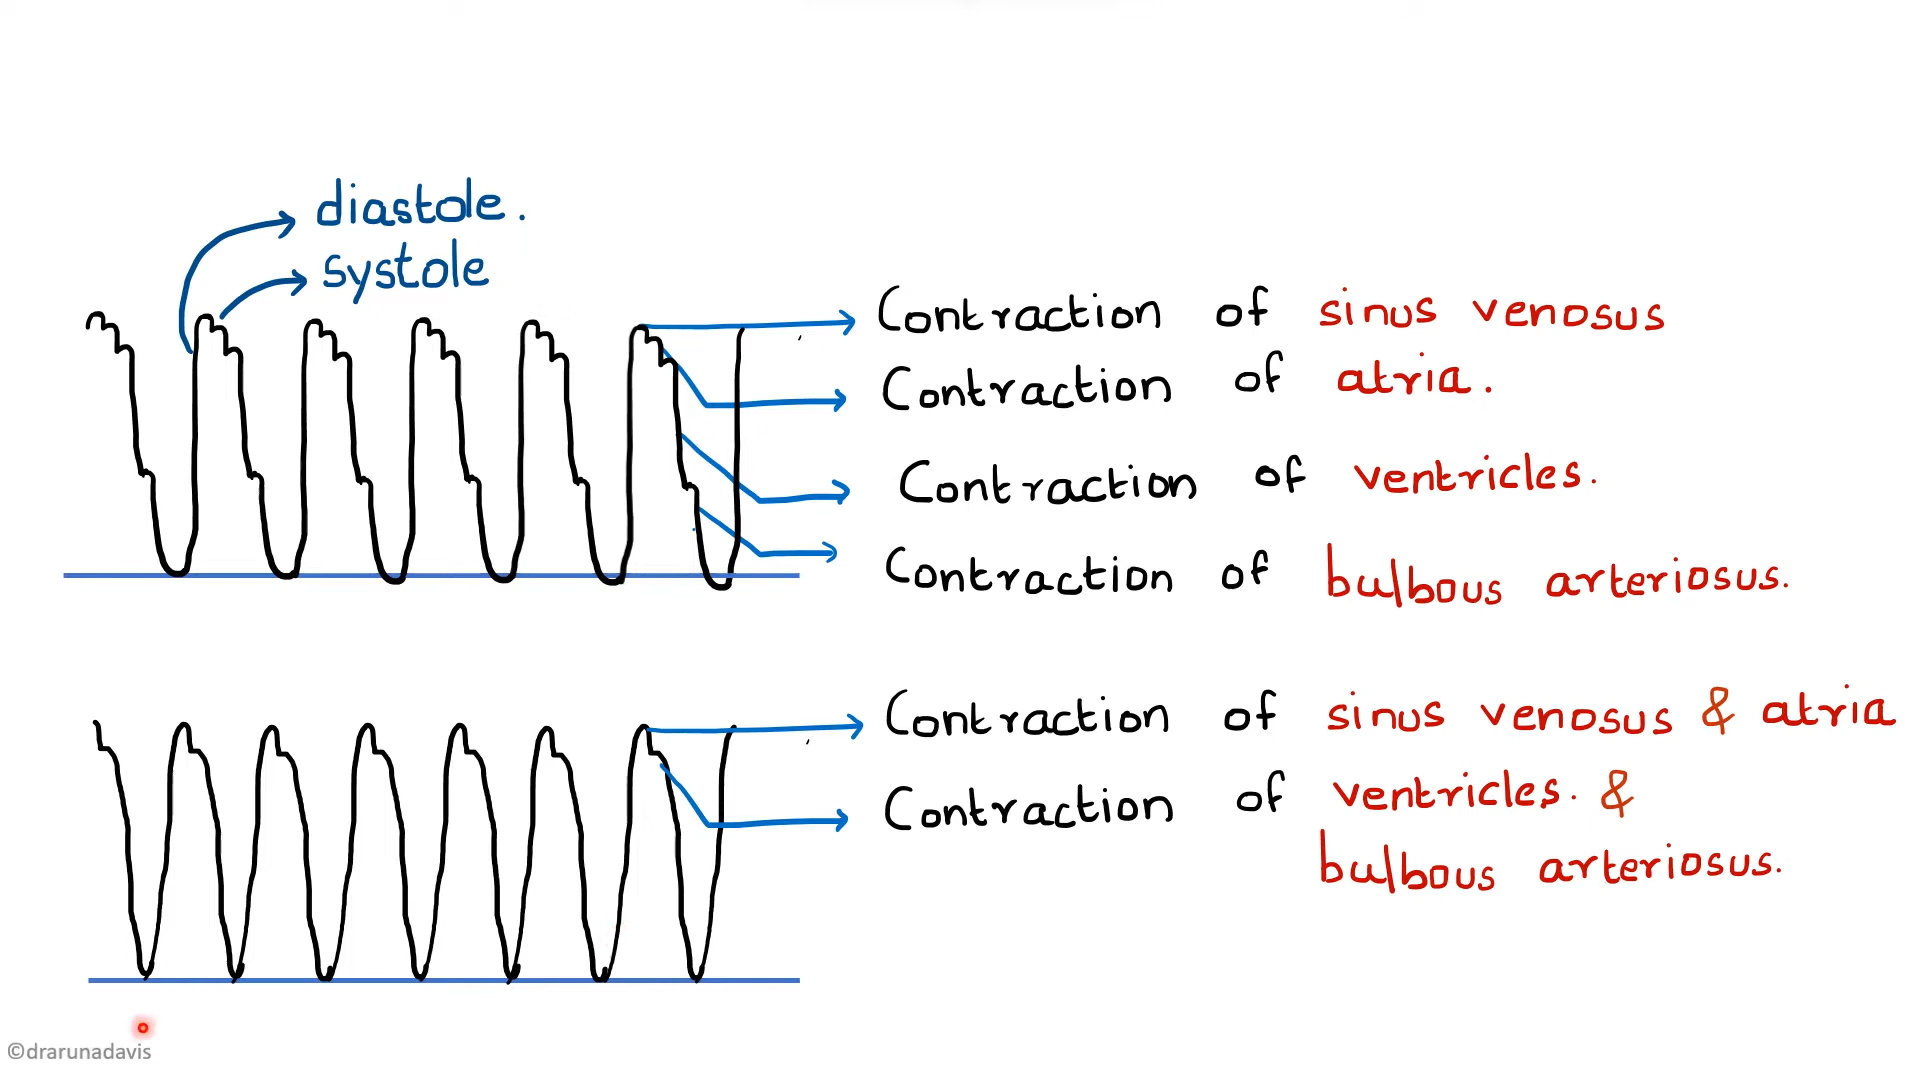 diastole.
systole
Contraction of sinus venosus
Contraction of atria.
Contraction of ventricles.
Contraction of bulbous arteriosus.
Contraction of sinus venosus & atria
Contraction of ventricles. &
bulbous arteriosus.
©drarunadavis